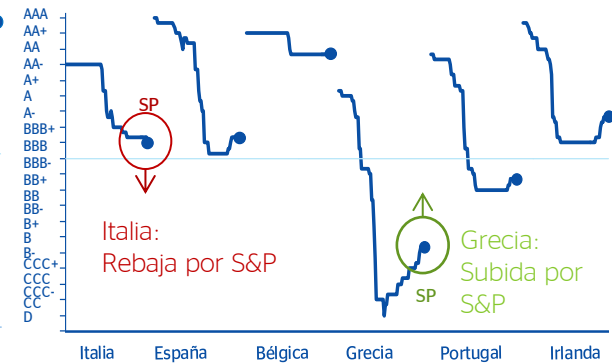 AAA
AA+
AA
AA-
A+
A
A-
BBB+
BBB
BBB-
BB+
BB
BB-
B+
B
B-
CCC+
CCC
CCC-
CC
D
SP
Italia:
Rebaja por S&P
Grecia:
Subida por
S&P
SP
Italia España Bélgica Grecia Portugal Irlanda